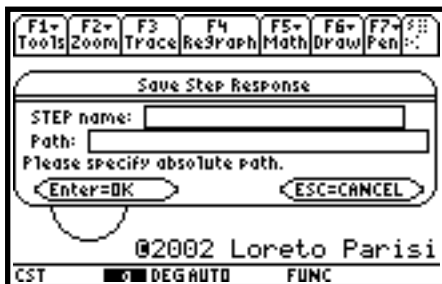 F1 F2 F3 F4 F5 F6 F7
Tools Zoom Trace ReGraph Math Draw Pen
Save Step Response
STEP name:
Path:
Please specify absolute path.
Enter=OK ESC=CANCEL
©2002 Loreto Parisi
CST DEG AUTO FUNC